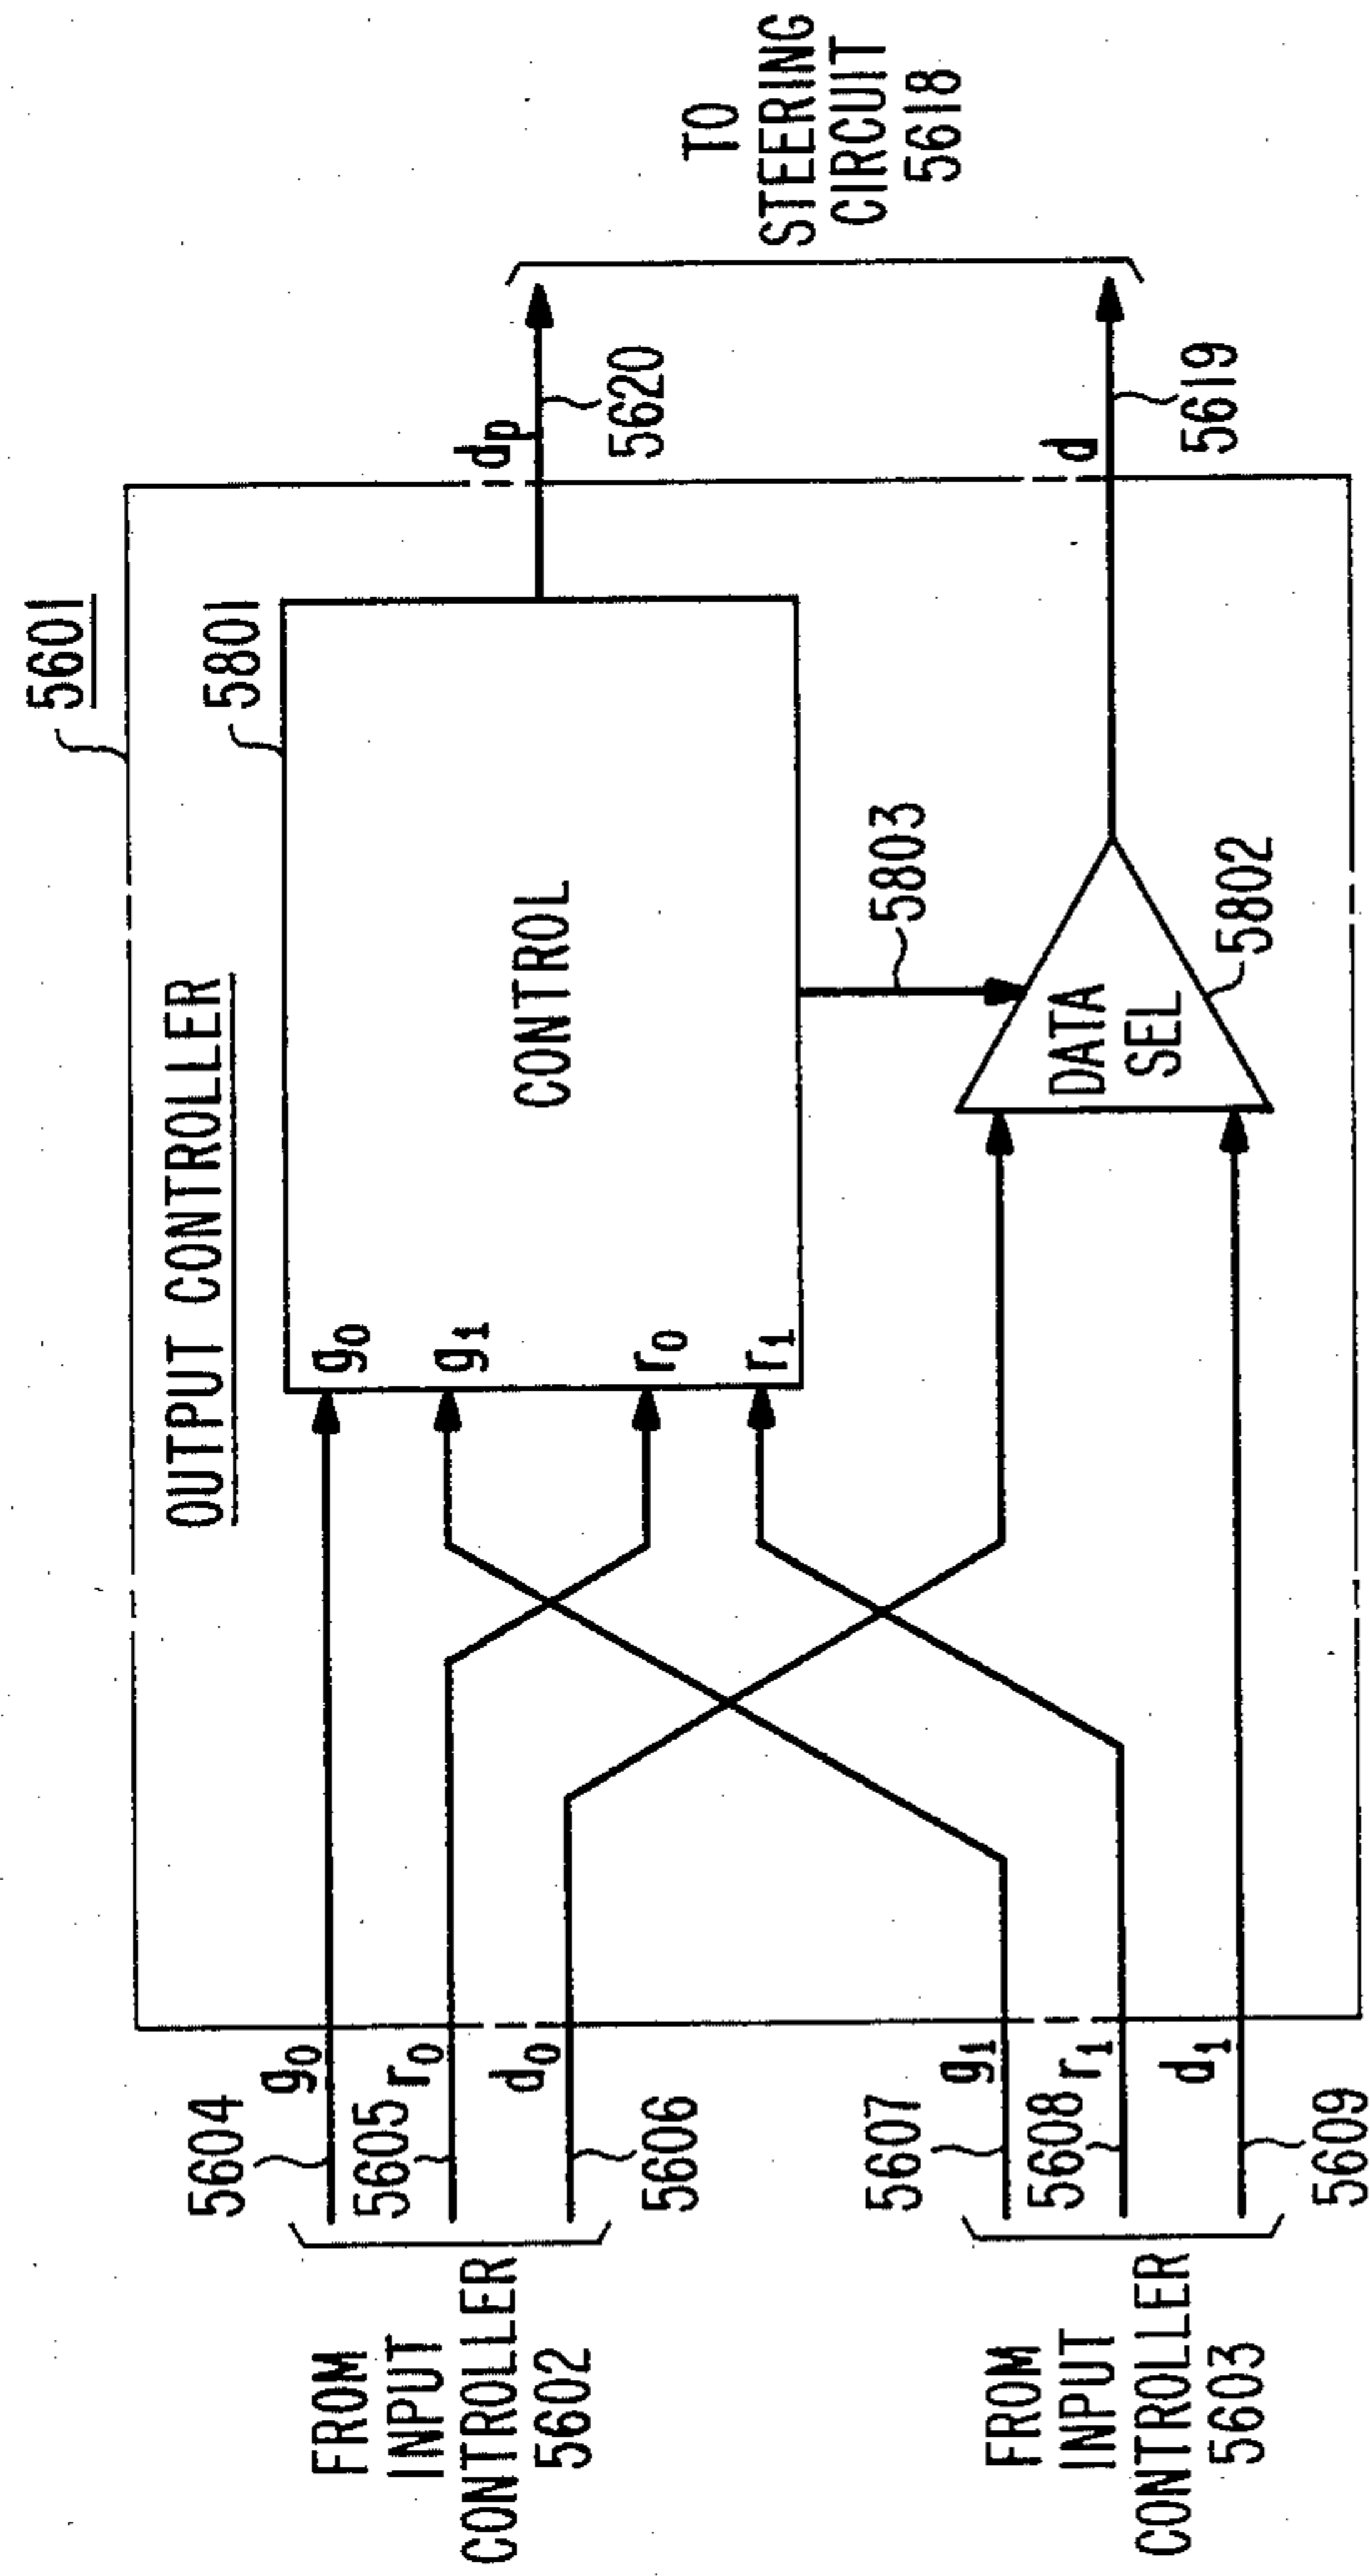 5601
OUTPUT CONTROLLER
5801
CONTROL
g₀
g₁
r₀
r₁
5604
g₀
5605
r₀
d₀
5606
FROM
INPUT
CONTROLLER
5602
5607
g₁
5608
r₁
d₁
5609
FROM
INPUT
CONTROLLER
5603
5803
DATA
SEL
5802
dₚ
5620
d
5619
TO
STEERING
CIRCUIT
5618